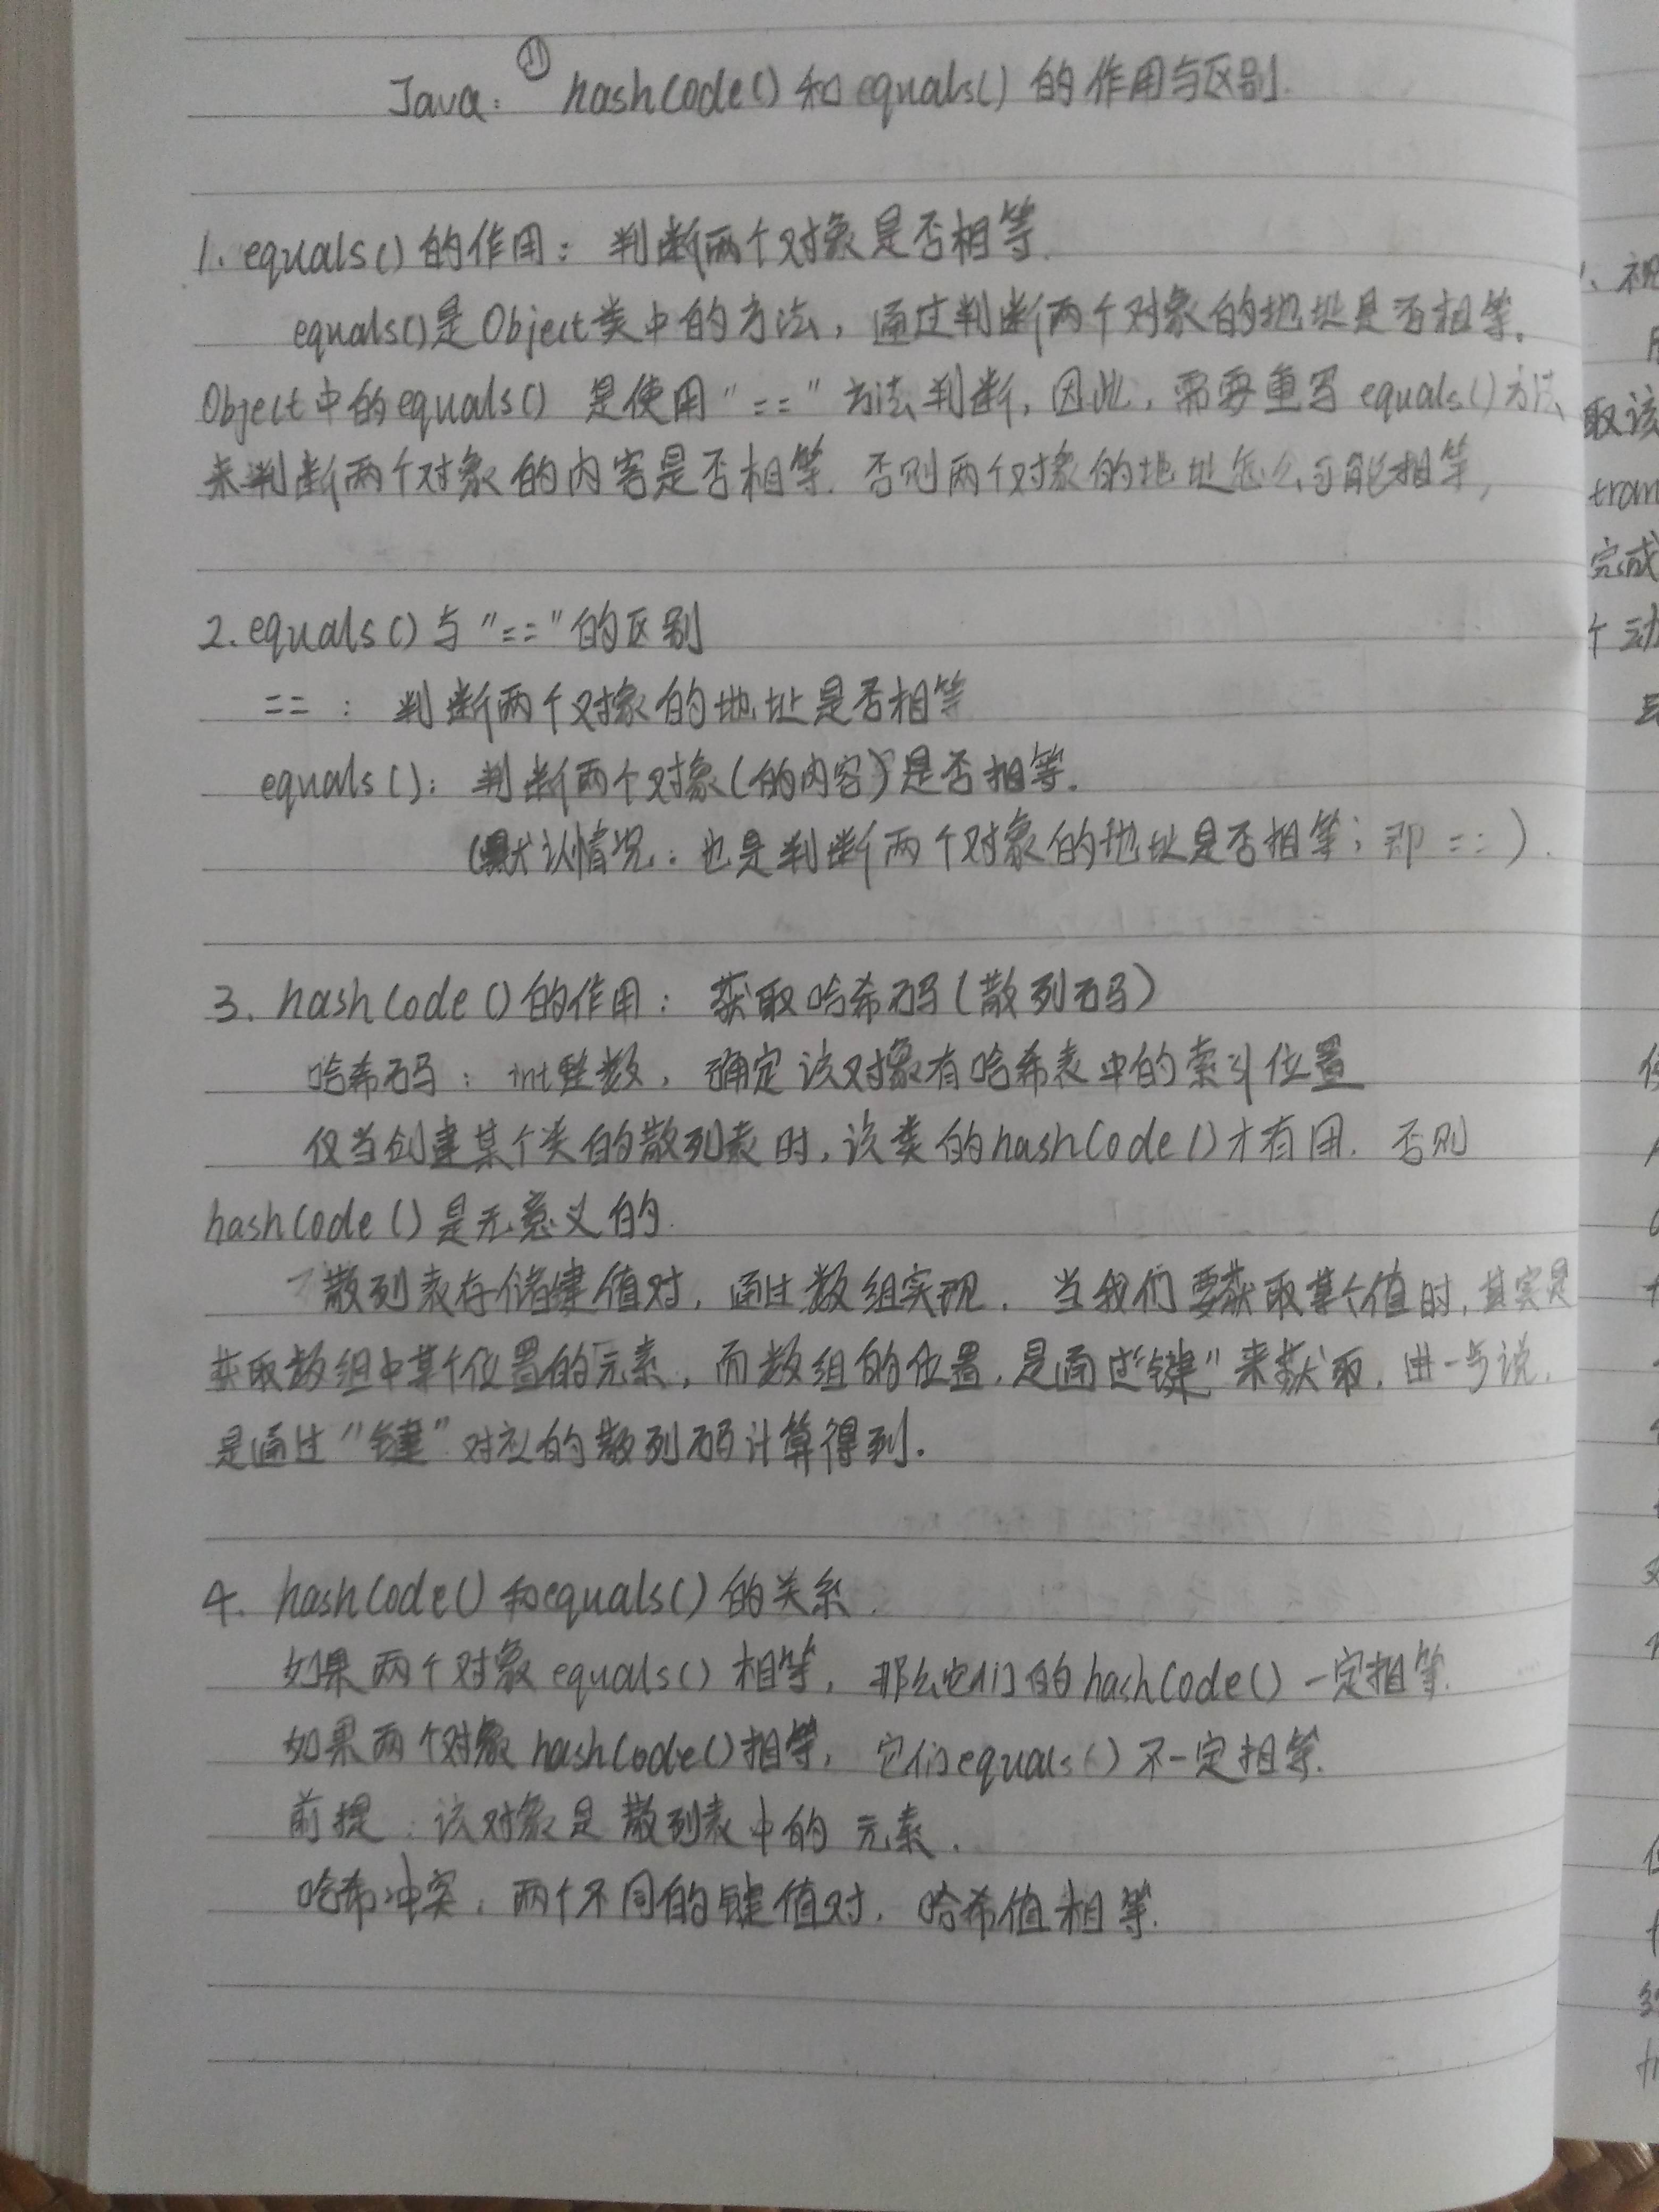 ⑪
Java: hashCode() 和 equals() 的作用与区别.
1. equals() 的作用: 判断两个对象是否相等.
equals()是Object类中的方法, 通过判断两个对象的地址是否相等.
Object中的equals() 是使用"=="方法判断, 因此, 需要重写 equals()方法
来判断两个对象的内容是否相等. 否则两个对象的地址怎么可能相等,
2. equals()与"=="的区别
== : 判断两个对象的地址是否相等
equals(): 判断两个对象(的内容)是否相等.
(默认情况: 也是判断两个对象的地址是否相等; 即 ==).
3. hashCode()的作用: 获取哈希码(散列码)
哈希码: int整数, 确定该对象有哈希表中的索引位置
仅当创建某个类的散列表时, 该类的hashCode()才有用. 否则
hashCode()是无意义的.
散列表存储键值对, 通过数组实现. 当我们要获取某个值时, 其实是
获取数组中某个位置的元素, 而数组的位置, 是通过"键"来获取, 进一步说,
是通过"键"对应的散列码计算得到.
4. hashCode()和equals()的关系.
如果两个对象 equals() 相等, 那么它们的hashCode()一定相等.
如果两个对象hashCode()相等, 它们equals()不一定相等.
前提: 该对象是散列表中的元素.
哈希冲突: 两个不同的键值对, 哈希值相等.
1. 视
取该
tran
完成
个动